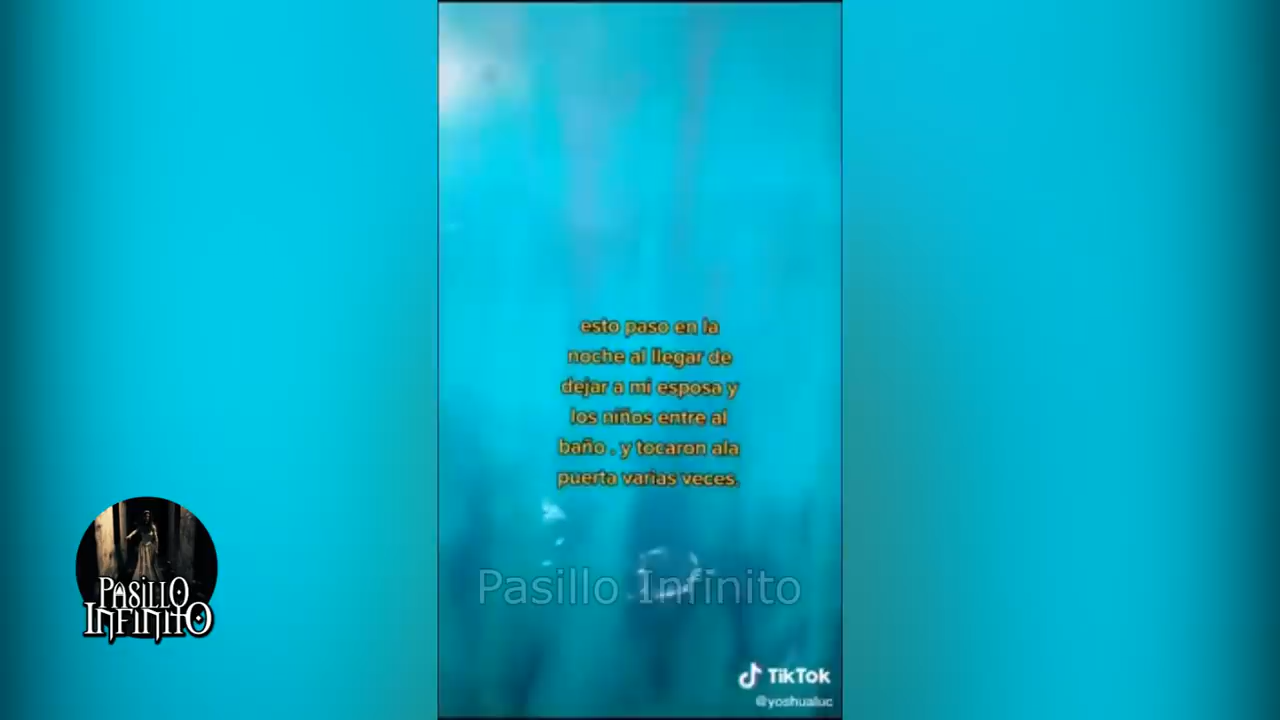 esto paso en la
noche al llegar de
dejar a mi esposa y
los niños entre al
baño . y tocaron ala
puerta varias veces.
Pasillo Infinito
PASILLO
INFINITO
TikTok
@yoshualuc